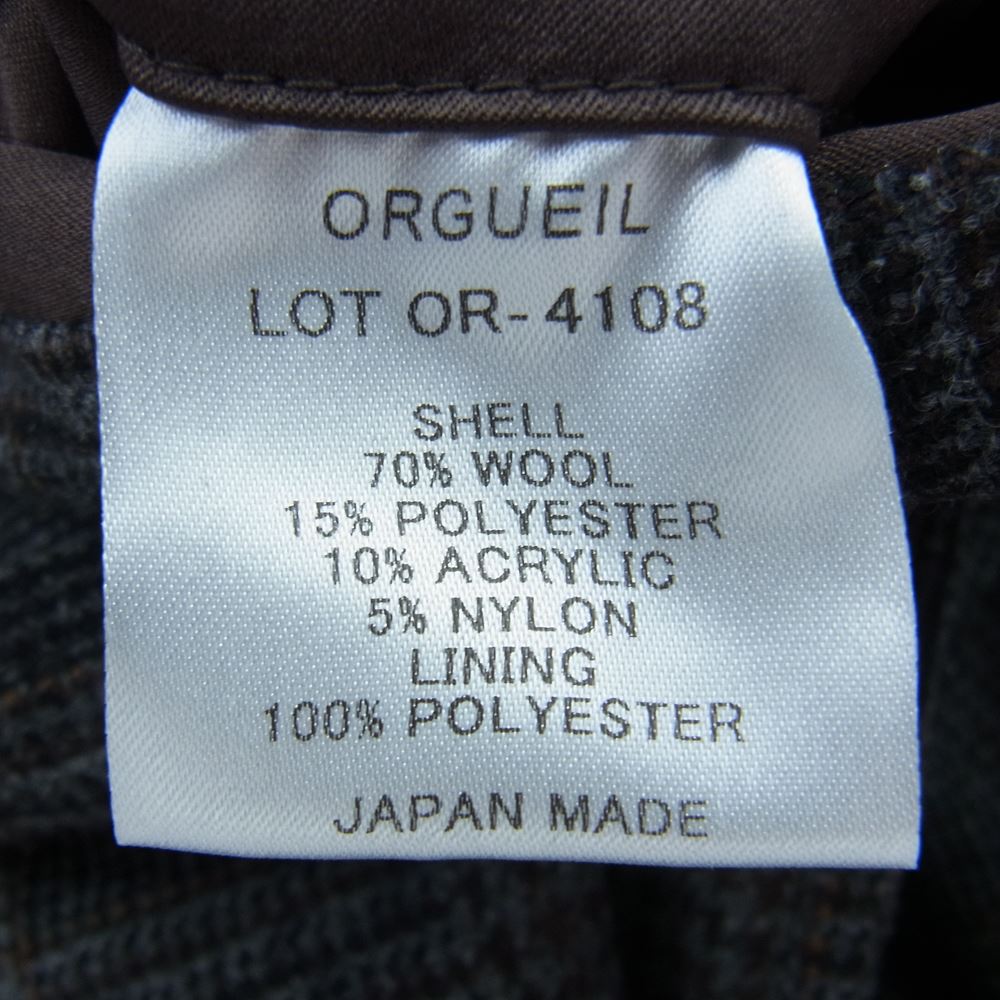 ORGUEIL
LOT OR-4108
SHELL
70% WOOL
15% POLYESTER
10% ACRYLIC
5% NYLON
LINING
100% POLYESTER
JAPAN MADE